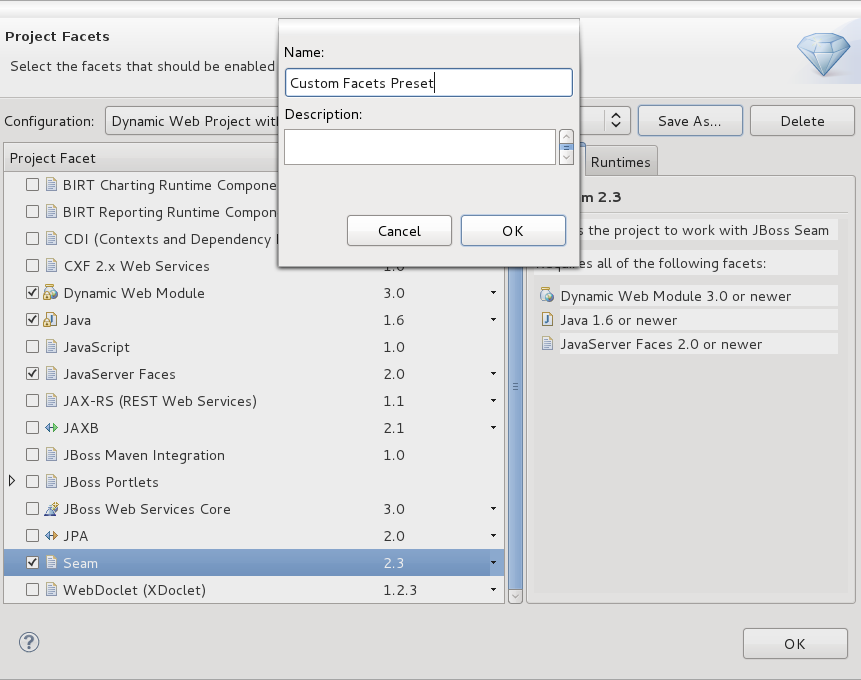 Project Facets
Select the facets that should be enabled
Name:
Custom Facets Preset
Description:
Cancel
OK
Configuration:
Dynamic Web Project
Save As...
Delete
Project Facet
BIRT Charting Runtime
BIRT Reporting Runtime
CDI (Contexts and Dependency
CXF 2.x Web Services 1.0
Dynamic Web Module 3.0
Java 1.6
JavaScript 1.0
JavaServer Faces 2.0
JAX-RS (REST Web Services) 1.1
JAXB 2.1
JBoss Maven Integration 1.0
JBoss Portlets
JBoss Web Services Core 3.0
JPA 2.0
Seam 2.3
WebDoclet (XDoclet) 1.2.3
Runtimes
2.3
the project to work with JBoss Seam
all of the following facets:
Dynamic Web Module 3.0 or newer
Java 1.6 or newer
JavaServer Faces 2.0 or newer
?
OK